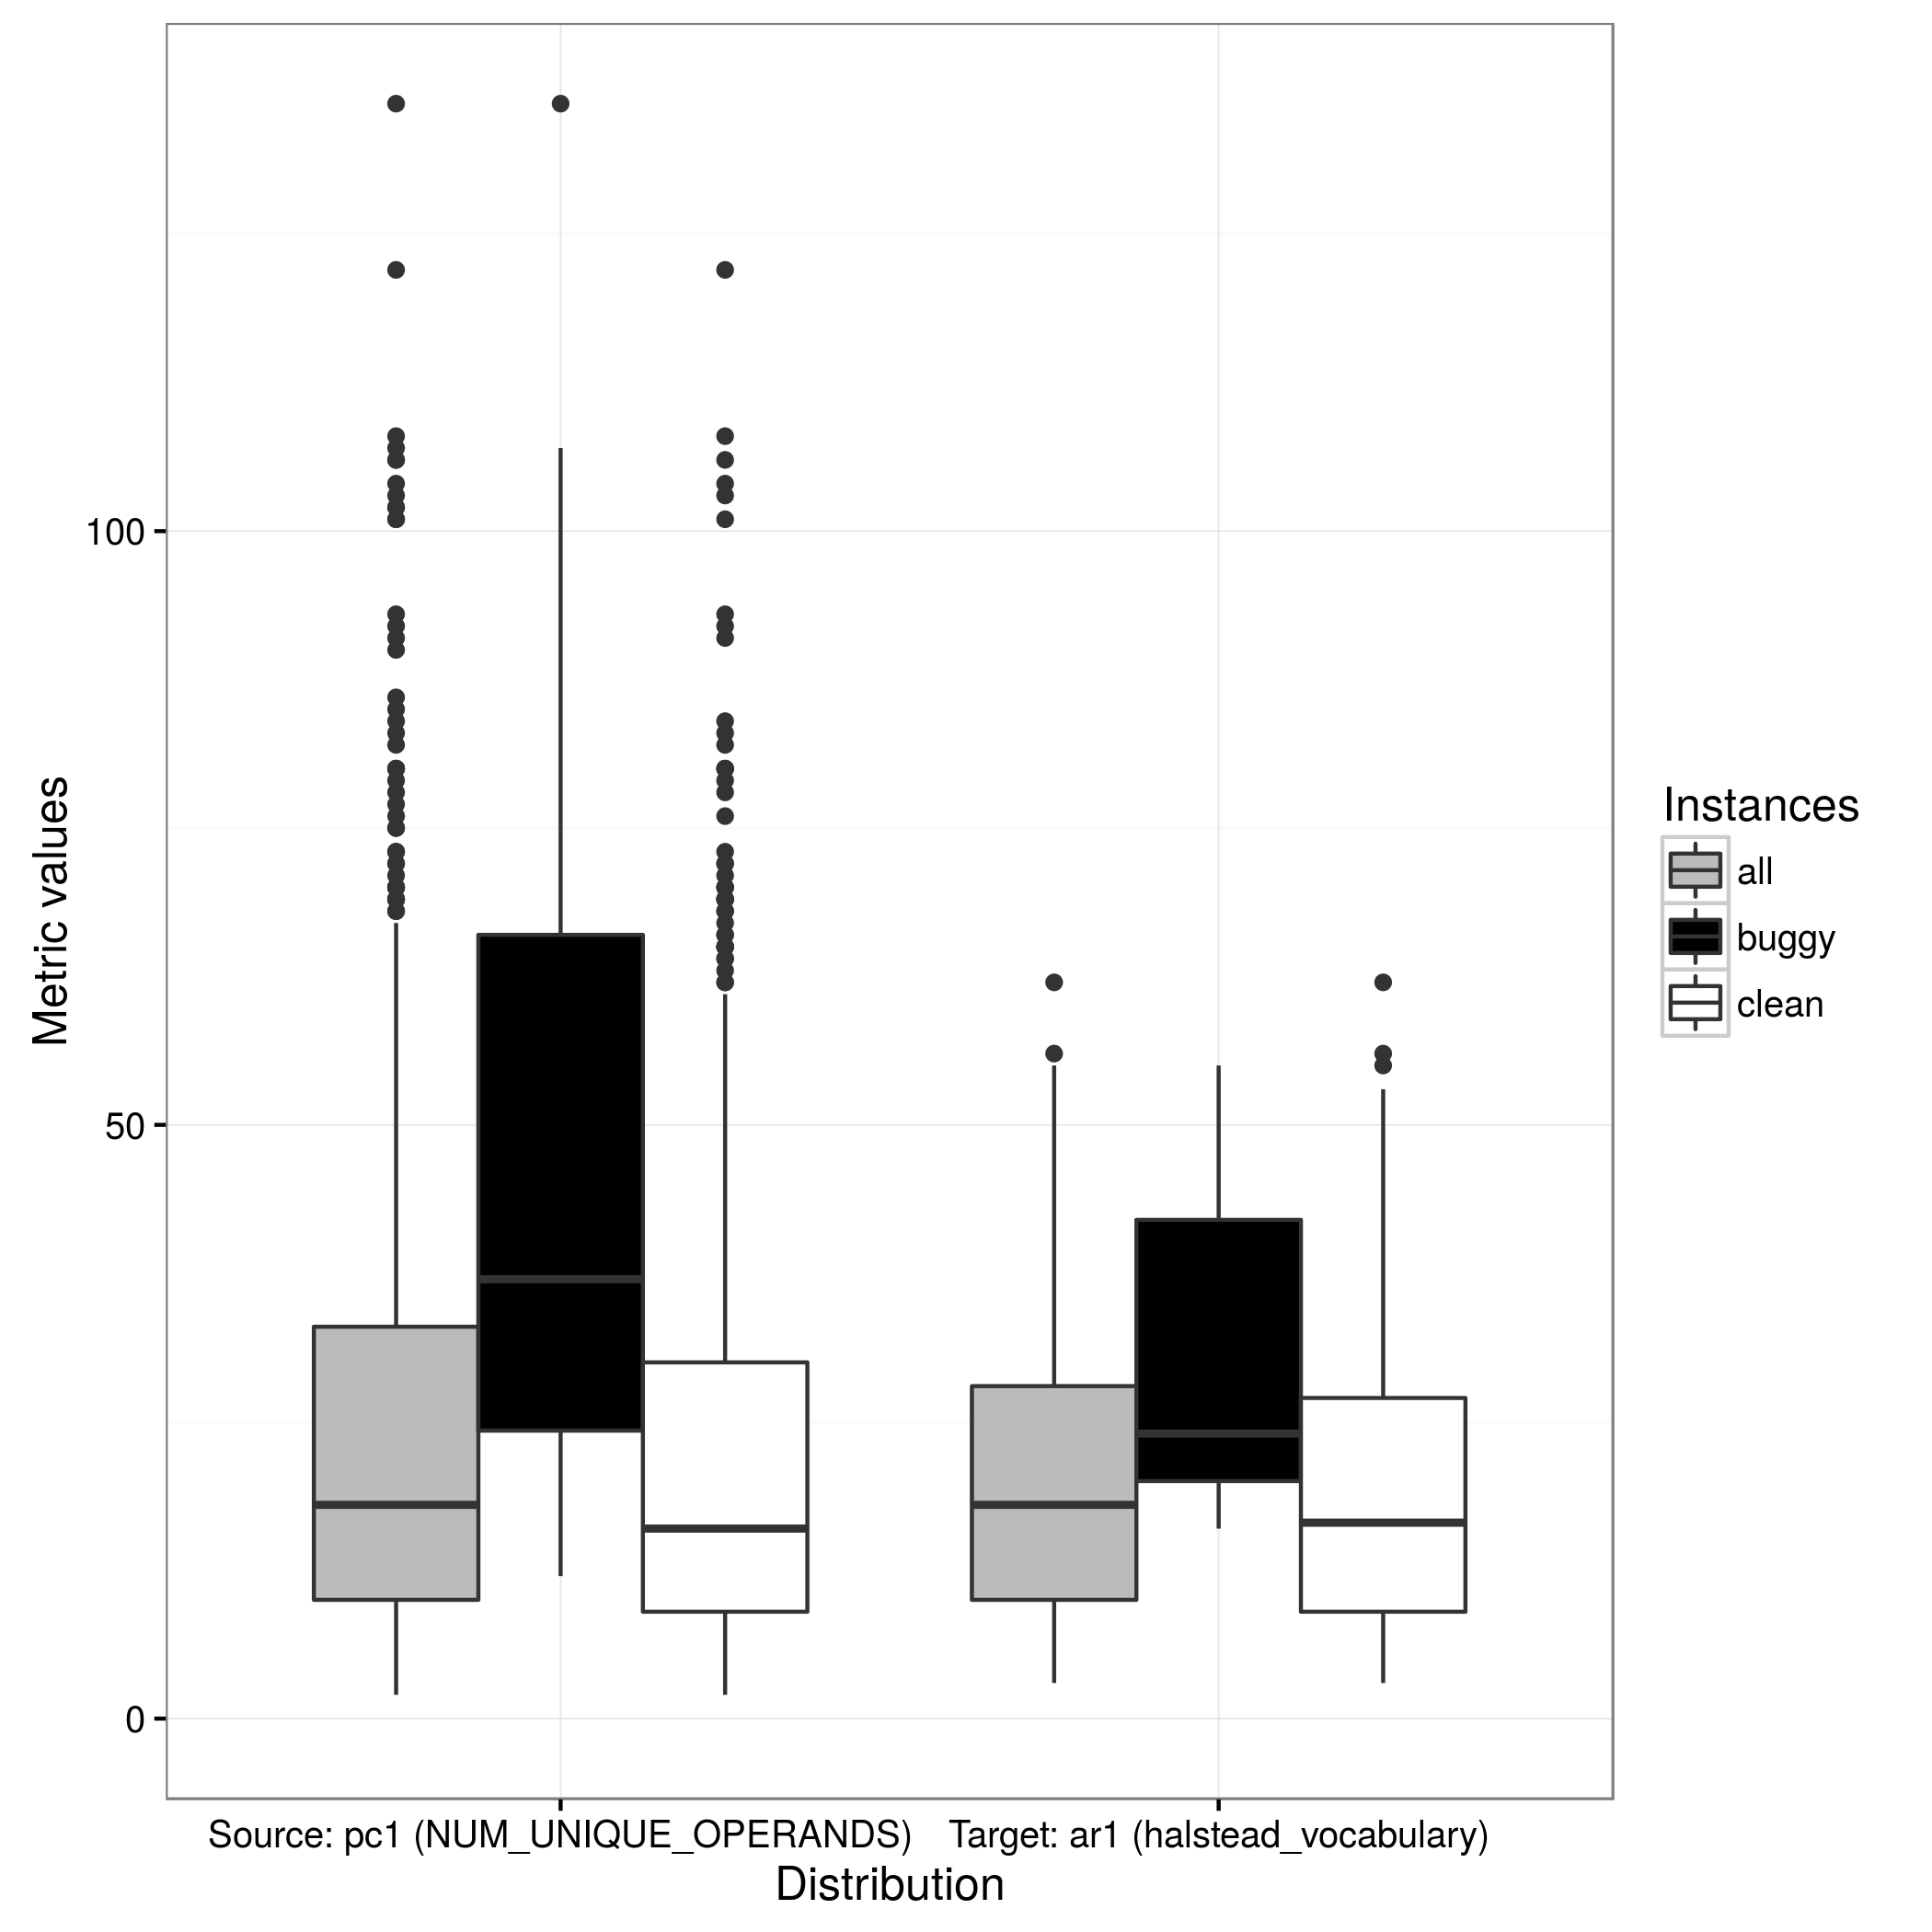 Metric values
100
50
0
Source: pc1 (NUM_UNIQUE_OPERANDS)
Target: ar1 (halstead_vocabulary)
Distribution
Instances
all
buggy
clean